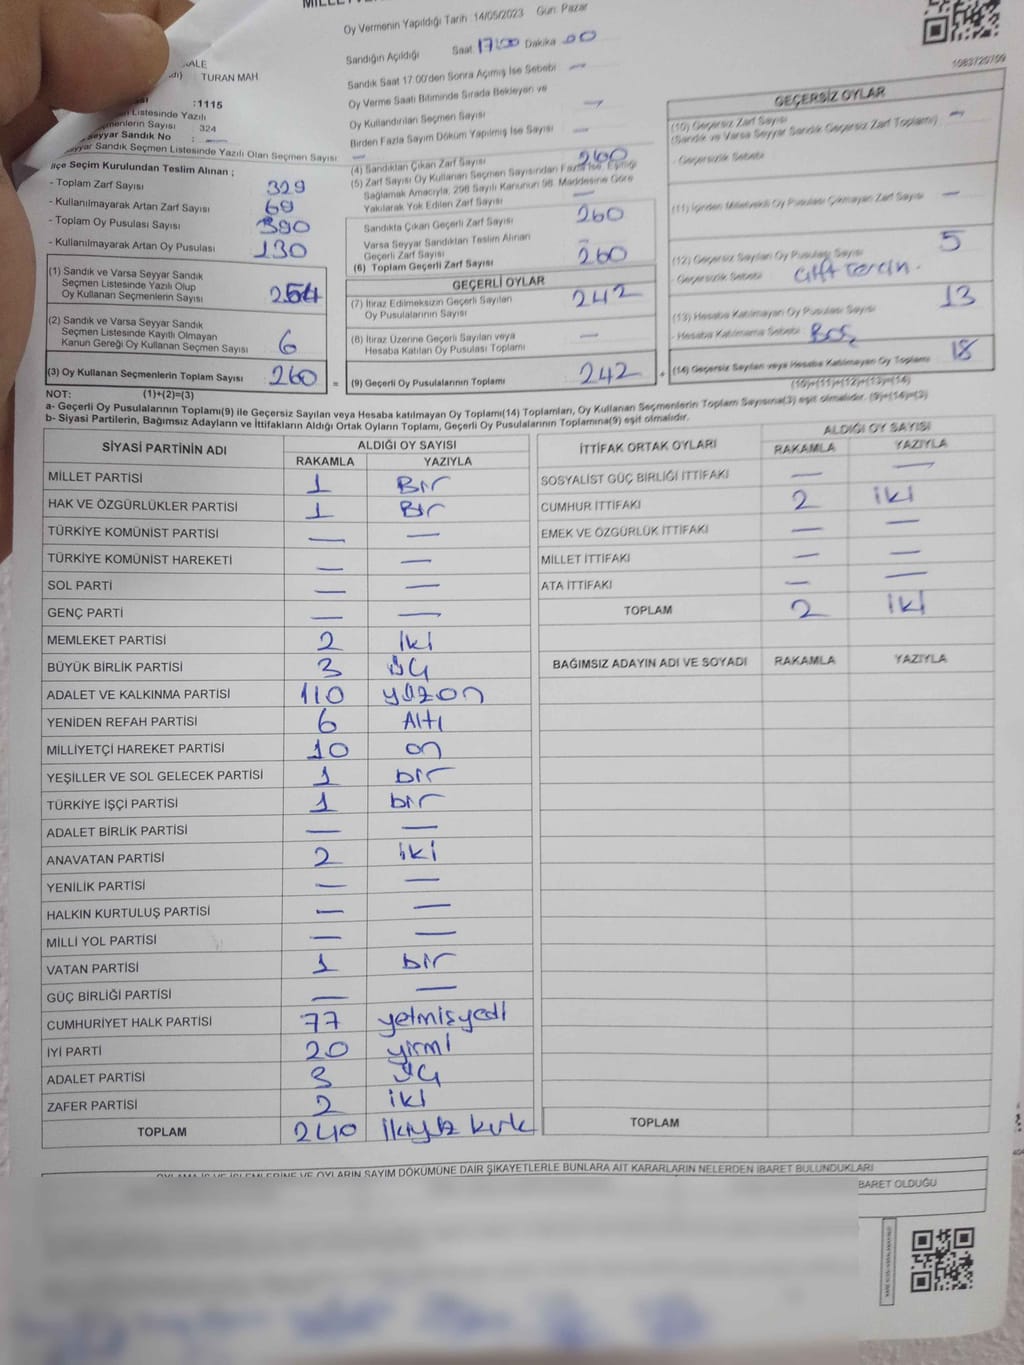 Oy Vermenin Yapıldığı Tarih :14/05/2023 Gün: Pazar
Sandığın Açıldığı Saat 17:00 Dakika 00
Sandık Saat 17.00'den Sonra Açımış İse Sebebi —
Oy Verme Saati Bitiminde Sırada Bekleyen ve
Oy Kullandırılan Seçmen Sayısı —
Birden Fazla Sayım Döküm Yapılmış İse Sayısı —
TURAN MAH
:1115
Listesinde Yazılı
Seçmenlerin Sayısı 324
Seyyar Sandık No : —
Seyyar Sandık Seçmen Listesinde Yazılı Olan Seçmen Sayısı —
İlçe Seçim Kurulundan Teslim Alınan ;
- Toplam Zarf Sayısı 329
- Kullanılmayarak Artan Zarf Sayısı 69
- Toplam Oy Pusulası Sayısı 390
- Kullanılmayarak Artan Oy Pusulası 130
(1) Sandık ve Varsa Seyyar Sandık
Seçmen Listesinde Yazılı Olup
Oy Kullanan Seçmenlerin Sayısı 254
(2) Sandık ve Varsa Seyyar Sandık
Seçmen Listesinde Kayıtlı Olmayan
Kanun Gereği Oy Kullanan Seçmen Sayısı 6
(3) Oy Kullanan Seçmenlerin Toplam Sayısı 260 =
(4) Sandıktan Çıkan Zarf Sayısı 260
(5) Zarf Sayısı Oy Kullanan Seçmen Sayısından Fazla İse, Eşitliği
Sağlamak Amacıyla, 298 Sayılı Kanunun 98. Maddesine Göre
Yakılarak Yok Edilen Zarf Sayısı —
Sandıkta Çıkan Geçerli Zarf Sayısı 260
Varsa Seyyar Sandıktan Teslim Alınan
Geçerli Zarf Sayısı —
(6) Toplam Geçerli Zarf Sayısı 260
GEÇERLİ OYLAR
(7) İtiraz Edilmeksizin Geçerli Sayılan
Oy Pusulalarının Sayısı 242
(8) İtiraz Üzerine Geçerli Sayılan veya
Hesaba Katılan Oy Pusulası Toplamı —
(9) Geçerli Oy Pusulalarının Toplamı 242 +
1083720799
GEÇERSİZ OYLAR
(10) Geçersiz Zarf Sayısı —
(Sandık ve Varsa Seyyar Sandık Geçersiz Zarf Toplamı)
- Geçersizlik Sebebi
(11) İçinden Milletvekili Oy Pusulası Çıkmayan Zarf Sayısı —
(12) Geçersiz Sayılan Oy Pusulası Sayısı 5
Geçersizlik Sebebi Çift Tercih.
(13) Hesaba Katılmayan Oy Pusulası Sayısı 13
- Hesaba Katılmama Sebebi Boş
(14) Geçersiz Sayılan veya Hesaba Katılmayan Oy Toplamı 18
NOT: (1)+(2)=(3) (10)+(11)+(12)+(13)=(14)
a- Geçerli Oy Pusulalarının Toplamı(9) ile Geçersiz Sayılan veya Hesaba katılmayan Oy Toplamı(14) Toplamları, Oy Kullanan Seçmenlerin Toplam Sayısına(3) eşit olmalıdır. (9)+(14)=(3)
b- Siyasi Partilerin, Bağımsız Adayların ve İttifakların Aldığı Ortak Oyların Toplamı, Geçerli Oy Pusulalarının Toplamına(9) eşit olmalıdır.
SİYASİ PARTİNİN ADI ALDIĞI OY SAYISI
RAKAMLA YAZIYLA
MİLLET PARTİSİ 1 Bir
HAK VE ÖZGÜRLÜKLER PARTİSİ 1 Bir
TÜRKİYE KOMÜNİST PARTİSİ — —
TÜRKİYE KOMÜNİST HAREKETİ — —
SOL PARTİ — —
GENÇ PARTİ — —
MEMLEKET PARTİSİ 2 iki
BÜYÜK BİRLİK PARTİSİ 3 üç
ADALET VE KALKINMA PARTİSİ 110 yüzon
YENİDEN REFAH PARTİSİ 6 Altı
MİLLİYETÇİ HAREKET PARTİSİ 10 on
YEŞİLLER VE SOL GELECEK PARTİSİ 1 bir
TÜRKİYE İŞÇİ PARTİSİ 1 bir
ADALET BİRLİK PARTİSİ — —
ANAVATAN PARTİSİ 2 iki
YENİLİK PARTİSİ — —
HALKIN KURTULUŞ PARTİSİ — —
MİLLİ YOL PARTİSİ — —
VATAN PARTİSİ 1 bir
GÜÇ BİRLİĞİ PARTİSİ — —
CUMHURİYET HALK PARTİSİ 77 yetmişyedi
İYİ PARTİ 20 yirmi
ADALET PARTİSİ 3 üç
ZAFER PARTİSİ 2 iki
TOPLAM 240 ikiyüz kırk
İTTİFAK ORTAK OYLARI ALDIĞI OY SAYISI
RAKAMLA YAZIYLA
SOSYALİST GÜÇ BİRLİĞİ İTTİFAKI — —
CUMHUR İTTİFAKI 2 iki
EMEK VE ÖZGÜRLÜK İTTİFAKI — —
MİLLET İTTİFAKI — —
ATA İTTİFAKI — —
TOPLAM 2 iki
BAĞIMSIZ ADAYIN ADI VE SOYADI RAKAMLA YAZIYLA
TOPLAM
OYLAMA İŞ VE İŞLEMLERİNE VE OYLARIN SAYIM DÖKÜMÜNE DAİR ŞİKAYETLERLE BUNLARA AİT KARARLARIN NELERDEN İBARET BULUNDUKLARI
BARET OLDUĞU